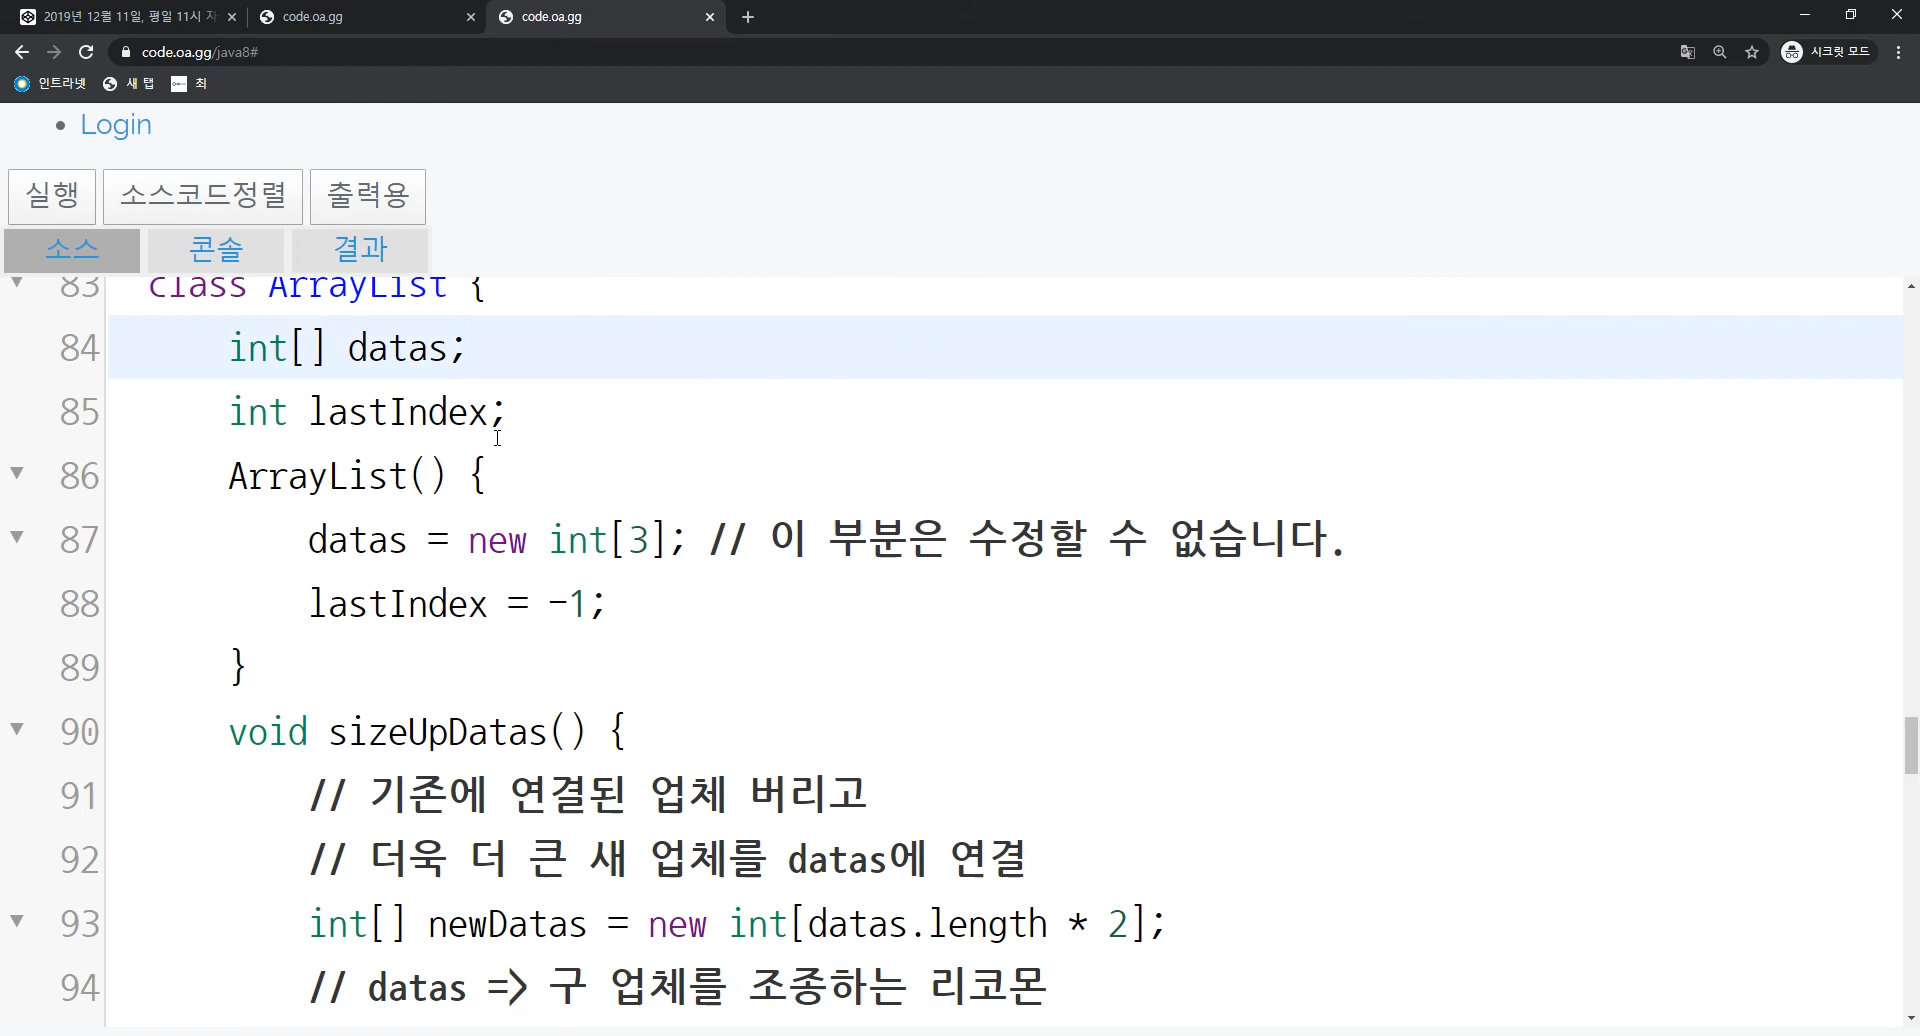 2019년 12월 11일, 평일 11시 자
code.oa.gg
code.oa.gg
code.oa.gg/java8#
시크릿 모드
인트라넷 새 탭 최
Login
실행 소스코드정렬 출력용
소스 콘솔 결과
83 class ArrayList {
84 int[] datas;
85 int lastIndex;
86 ArrayList() {
87 datas = new int[3]; // 이 부분은 수정할 수 없습니다.
88 lastIndex = -1;
89 }
90 void sizeUpDatas() {
91 // 기존에 연결된 업체 버리고
92 // 더욱 더 큰 새 업체를 datas에 연결
93 int[] newDatas = new int[datas.length * 2];
94 // datas => 구 업체를 조종하는 리코몬